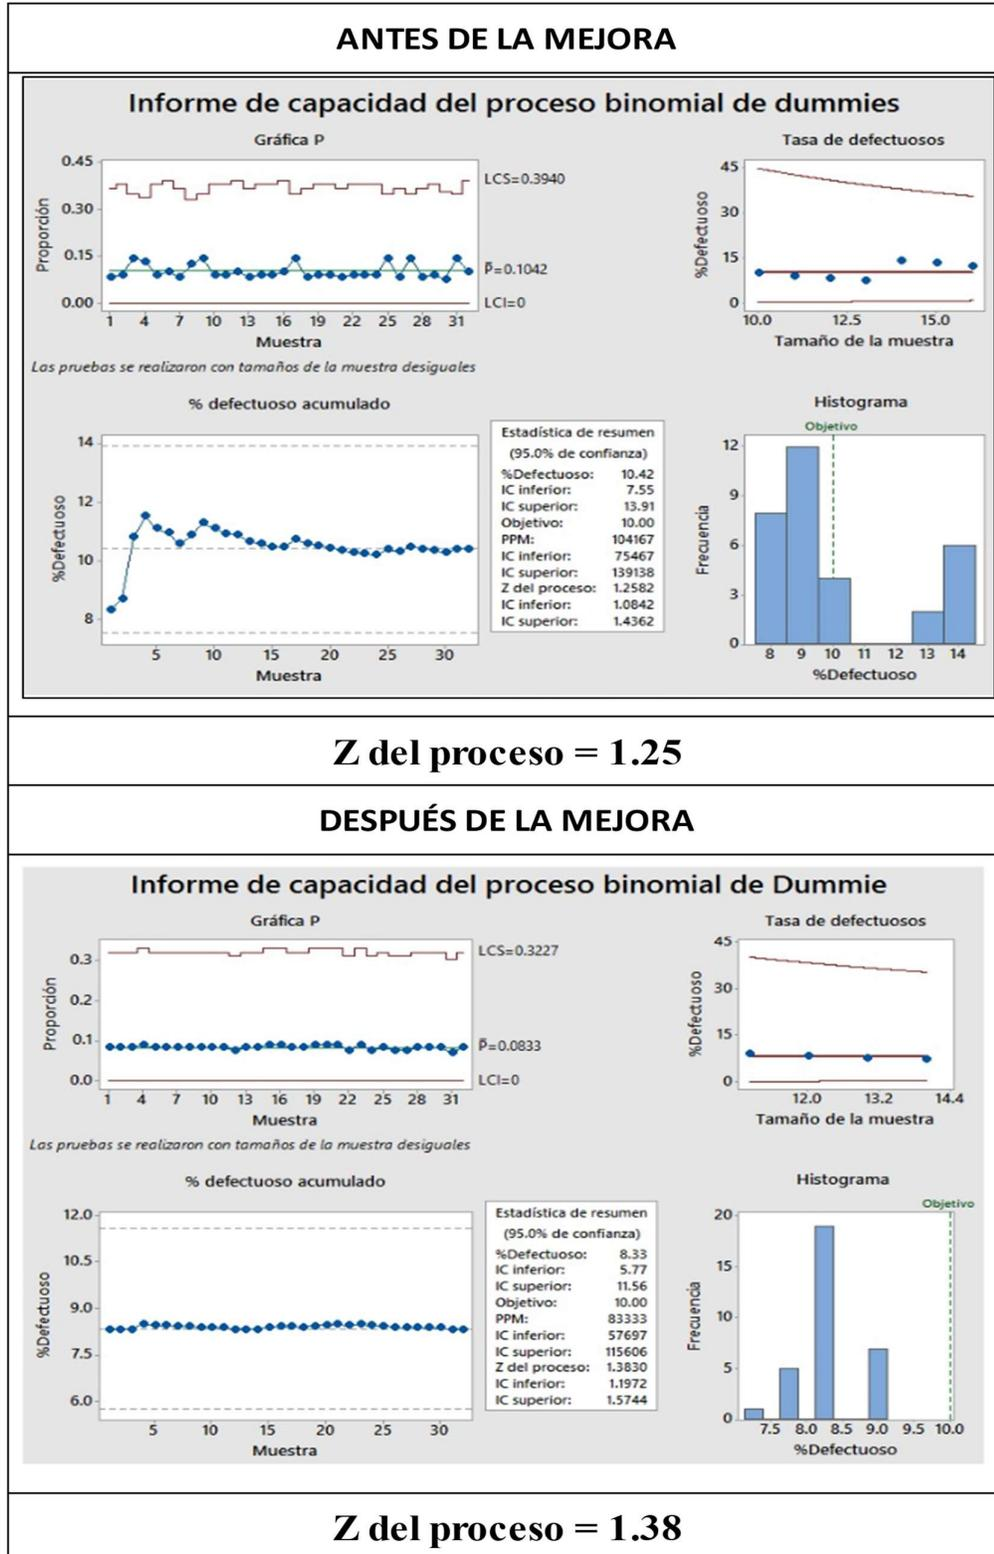 ANTES DE LA MEJORA
Informe de capacidad del proceso binomial de dummies
Gráfica P
0.45
0.30
0.15
0.00
Proporción
LCS=0.3940
P̄=0.1042
LCI=0
1 4 7 10 13 16 19 22 25 28 31
Muestra
Las pruebas se realizaron con tamaños de la muestra desiguales
Tasa de defectuosos
45
30
15
0
%Defectuoso
10.0 12.5 15.0
Tamaño de la muestra
% defectuoso acumulado
14
12
10
8
%Defectuoso
5 10 15 20 25 30
Muestra
Estadística de resumen
(95.0% de confianza)
%Defectuoso: 10.42
IC inferior: 7.55
IC superior: 13.91
Objetivo: 10.00
PPM: 104167
IC inferior: 75467
IC superior: 139138
Z del proceso: 1.2582
IC inferior: 1.0842
IC superior: 1.4362
Histograma
Objetivo
12
9
6
3
0
Frecuencia
8 9 10 11 12 13 14
%Defectuoso
Z del proceso = 1.25
DESPUÉS DE LA MEJORA
Informe de capacidad del proceso binomial de Dummie
Gráfica P
0.3
0.2
0.1
0.0
Proporción
LCS=0.3227
P̄=0.0833
LCI=0
1 4 7 10 13 16 19 22 25 28 31
Muestra
Las pruebas se realizaron con tamaños de la muestra desiguales
Tasa de defectuosos
45
30
15
0
%Defectuoso
12.0 13.2 14.4
Tamaño de la muestra
% defectuoso acumulado
12.0
10.5
9.0
7.5
6.0
%Defectuoso
5 10 15 20 25 30
Muestra
Estadística de resumen
(95.0% de confianza)
%Defectuoso: 8.33
IC inferior: 5.77
IC superior: 11.56
Objetivo: 10.00
PPM: 83333
IC inferior: 57697
IC superior: 115606
Z del proceso: 1.3830
IC inferior: 1.1972
IC superior: 1.5744
Histograma
Objetivo
20
15
10
5
0
Frecuencia
7.5 8.0 8.5 9.0 9.5 10.0
%Defectuoso
Z del proceso = 1.38